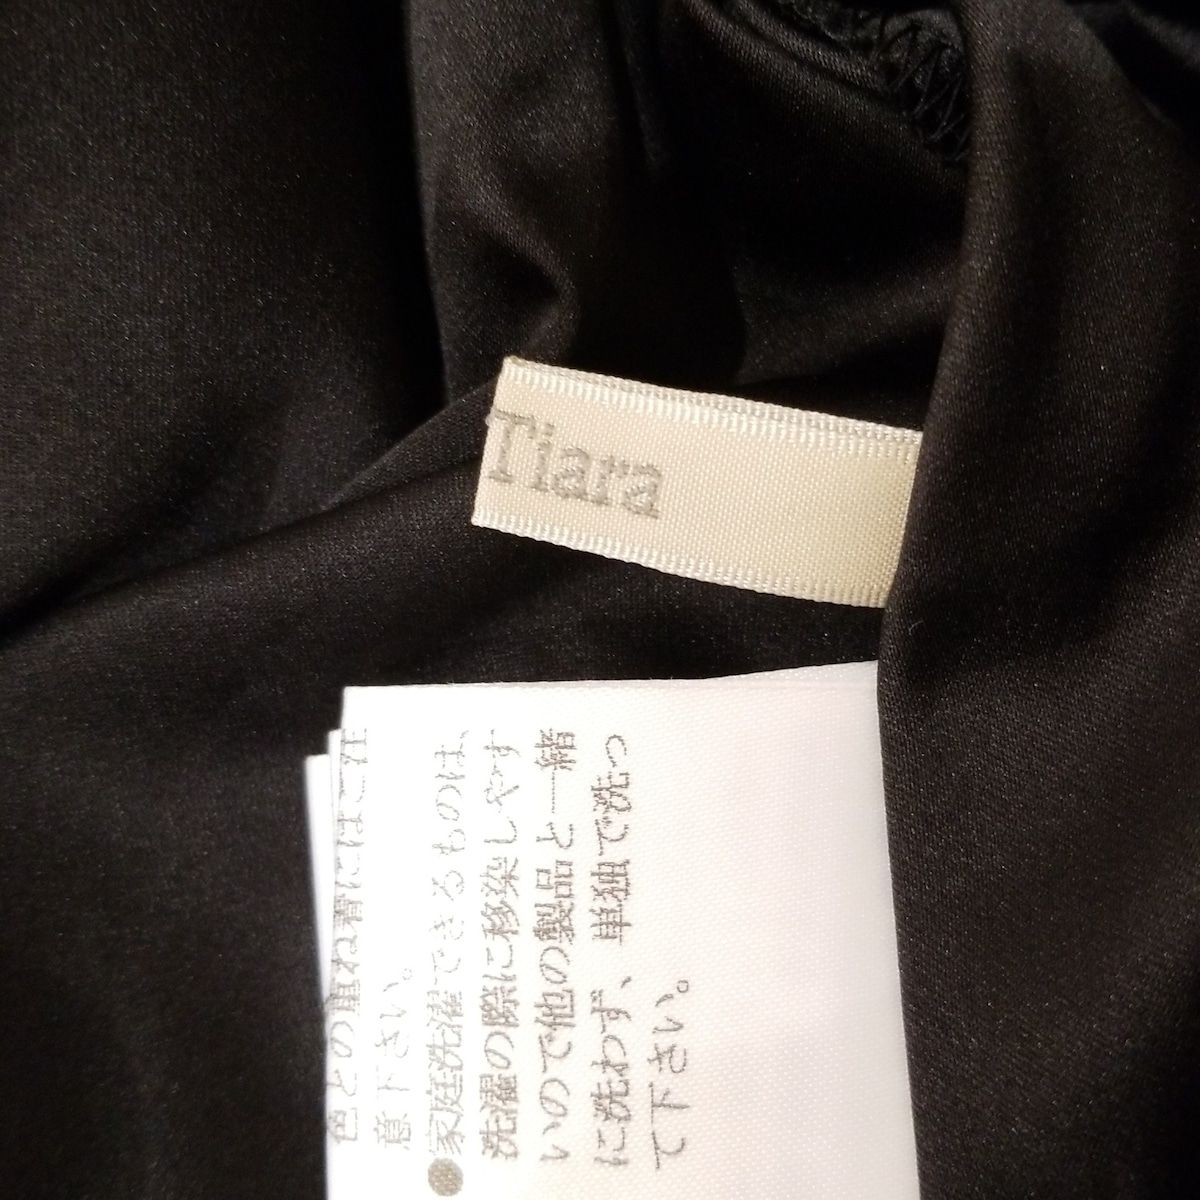 Tiara
色との重ね着にはご注
意下さい。
●家庭洗濯できるものは、
洗濯の際に移染しやす
いので他の製品と一緒
に洗わず、単独で洗っ
て下さい。